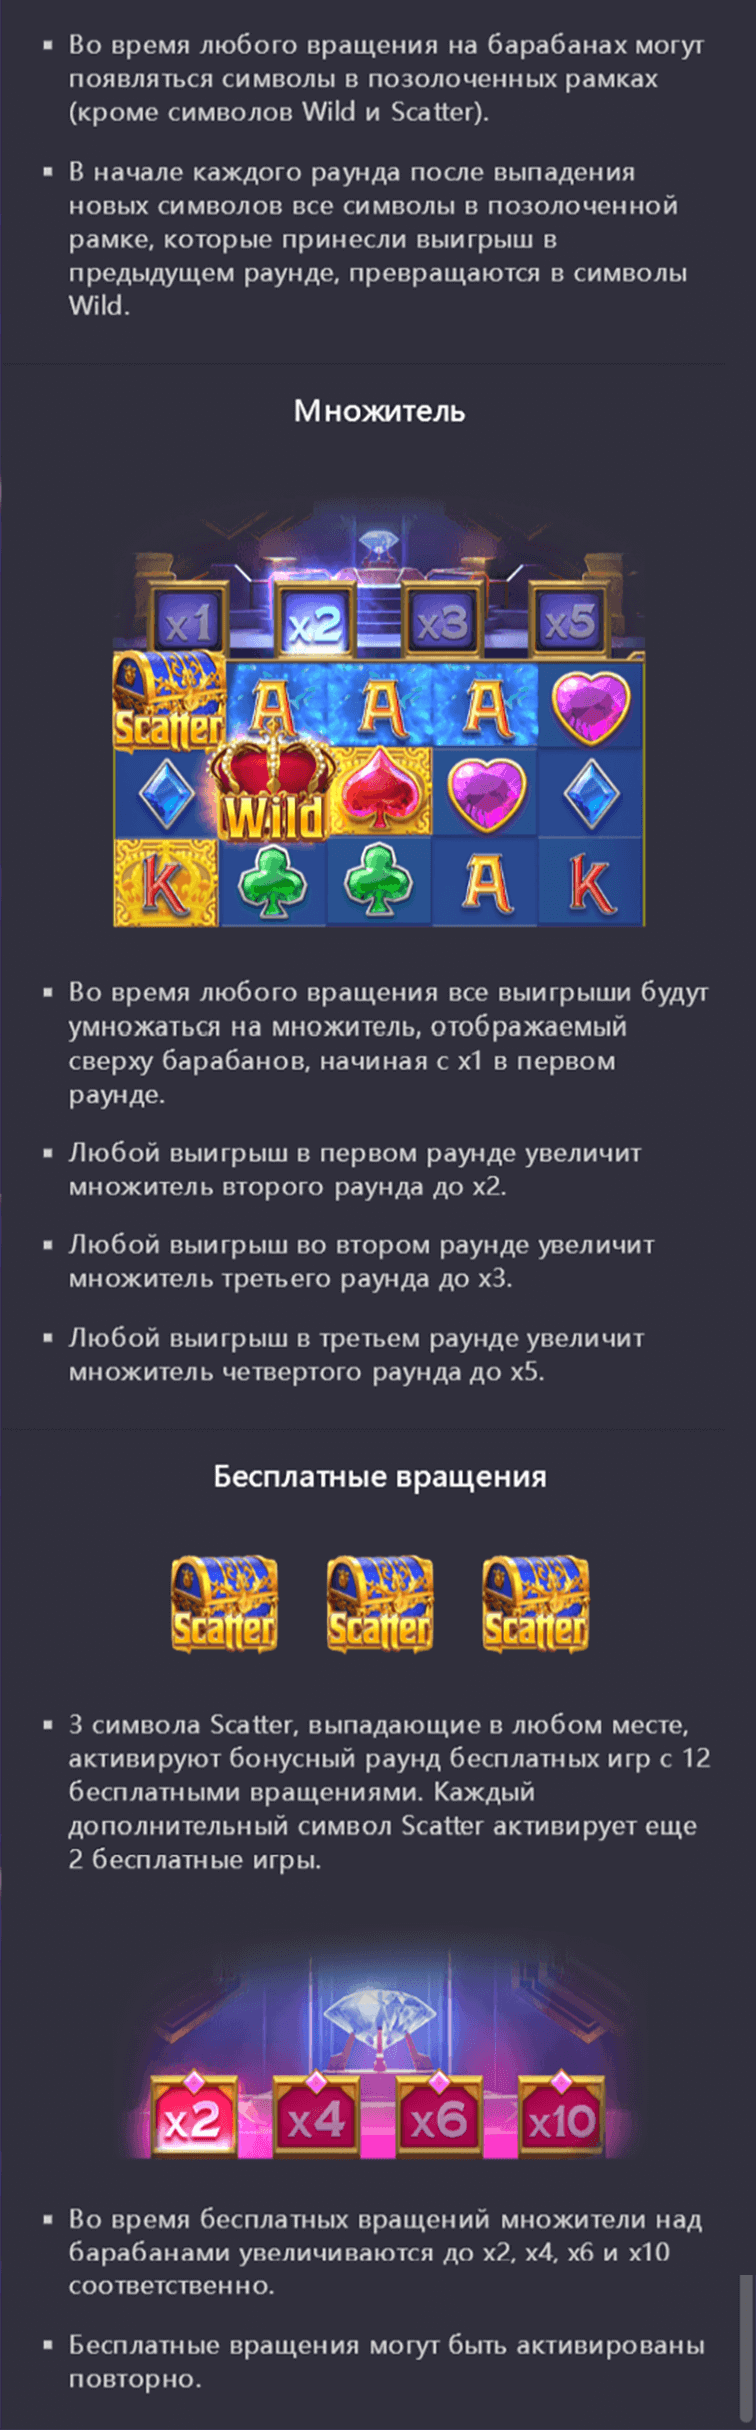 ▪ Во время любого вращения на барабанах могут
появляться символы в позолоченных рамках
(кроме символов Wild и Scatter).
▪ В начале каждого раунда после выпадения
новых символов все символы в позолоченной
рамке, которые принесли выигрыш в
предыдущем раунде, превращаются в символы
Wild.
Множитель
x1 x2 x3 x5
Scatter A A A
Wild
K A K
▪ Во время любого вращения все выигрыши будут
умножаться на множитель, отображаемый
сверху барабанов, начиная с x1 в первом
раунде.
▪ Любой выигрыш в первом раунде увеличит
множитель второго раунда до x2.
▪ Любой выигрыш во втором раунде увеличит
множитель третьего раунда до x3.
▪ Любой выигрыш в третьем раунде увеличит
множитель четвертого раунда до x5.
Бесплатные вращения
Scatter Scatter Scatter
▪ 3 символа Scatter, выпадающие в любом месте,
активируют бонусный раунд бесплатных игр с 12
бесплатными вращениями. Каждый
дополнительный символ Scatter активирует еще
2 бесплатные игры.
x2 x4 x6 x10
▪ Во время бесплатных вращений множители над
барабанами увеличиваются до x2, x4, x6 и x10
соответственно.
▪ Бесплатные вращения могут быть активированы
повторно.